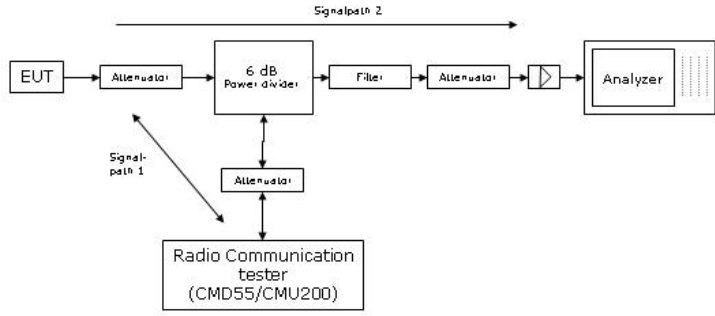 Signalpath 2
EUT
Attenuator
6 dB
Power divider
Filter
Attenuator
Analyzer
Signal-
path 1
Attenuator
Radio Communication
tester
(CMD55/CMU200)